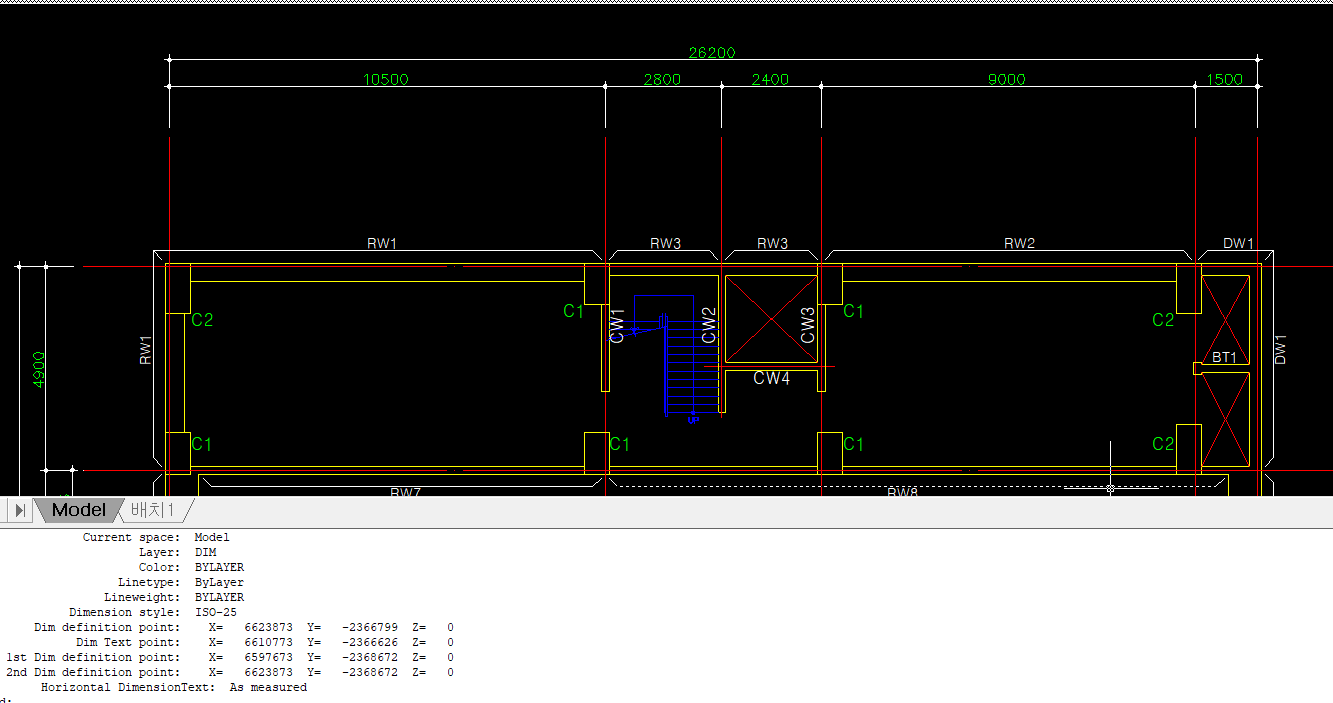 26200
10500 2800 2400 9000 1500
RW1 RW3 RW3 RW2 DW1
C2 C1 CW1 CW2 CW3 C1 C2
RW1 4900 BT1 DW1
CW4
UP
C1 C1 C1 C2
RW7 RW8
Model 배치1
Current space: Model
Layer: DIM
Color: BYLAYER
Linetype: ByLayer
Lineweight: BYLAYER
Dimension style: ISO-25
Dim definition point: X= 6623873 Y= -2366799 Z= 0
Dim Text point: X= 6610773 Y= -2366626 Z= 0
1st Dim definition point: X= 6597673 Y= -2368672 Z= 0
2nd Dim definition point: X= 6623873 Y= -2368672 Z= 0
Horizontal DimensionText: As measured